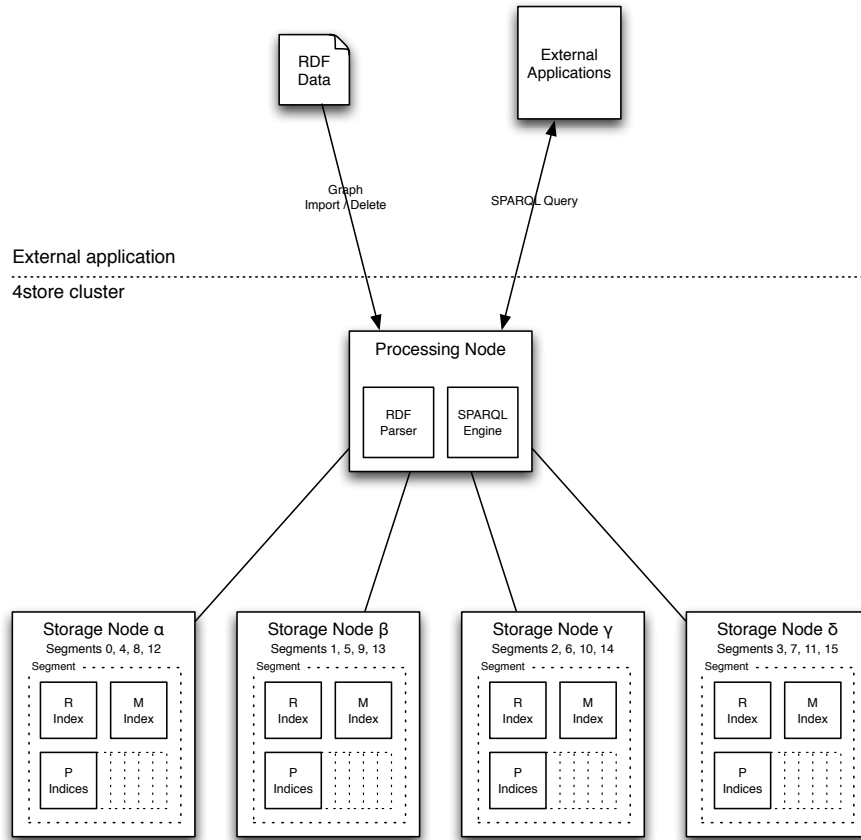 RDF
Data
External
Applications
Graph
Import / Delete
SPARQL Query
External application
4store cluster
Processing Node
RDF
Parser
SPARQL
Engine
Storage Node α
Segments 0, 4, 8, 12
Segment
R
Index
M
Index
P
Indices
Storage Node β
Segments 1, 5, 9, 13
Segment
R
Index
M
Index
P
Indices
Storage Node γ
Segments 2, 6, 10, 14
Segment
R
Index
M
Index
P
Indices
Storage Node δ
Segments 3, 7, 11, 15
Segment
R
Index
M
Index
P
Indices